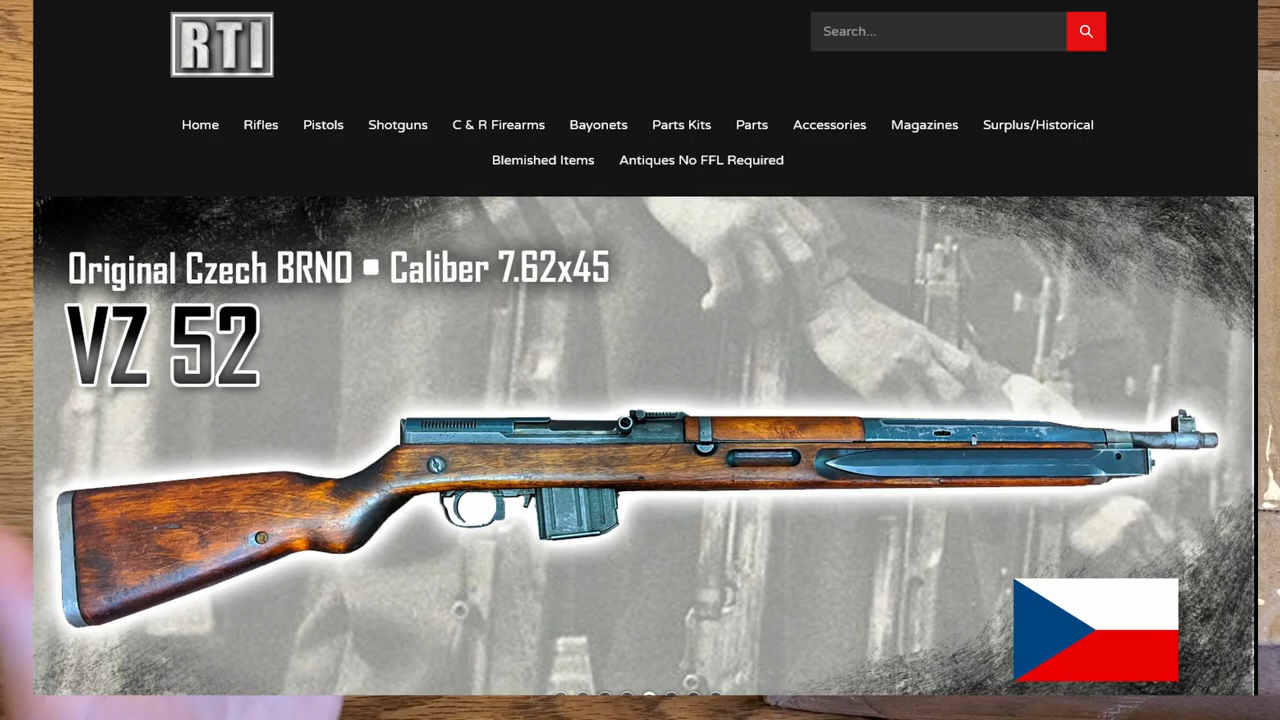 RTI
Search...
Home Rifles Pistols Shotguns C & R Firearms Bayonets Parts Kits Parts Accessories Magazines Surplus/Historical
Blemished Items Antiques No FFL Required
Original Czech BRNO ▪ Caliber 7.62x45
VZ 52